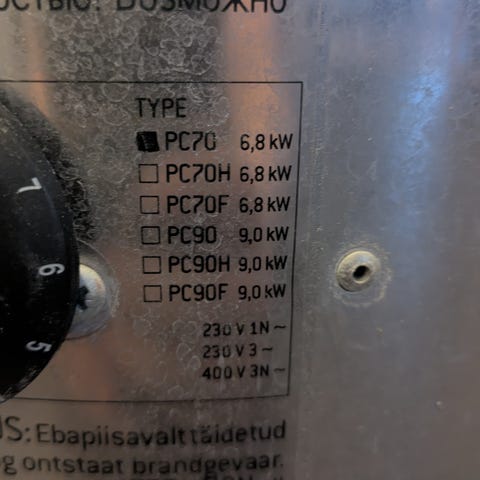 ВОЗМОЖНО
TYPE
PC70 6,8 kW
PC70H 6,8 kW
PC70F 6,8 kW
PC90 9,0 kW
PC90H 9,0 kW
PC90F 9,0 kW
230 V 1N ~
230 V 3 ~
400 V 3N ~
7
6
5
US: Ebapiisavalt täidetud
ontstaat brandgevaar.